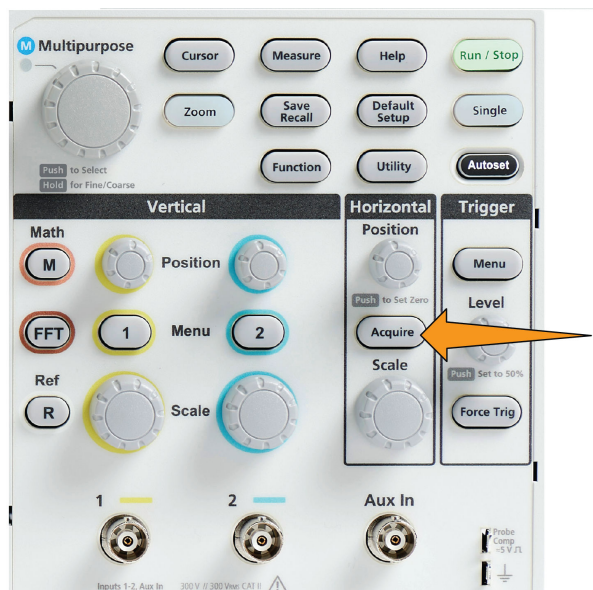 M Multipurpose
Cursor
Measure
Help
Run / Stop
Zoom
Save
Recall
Default
Setup
Single
Push to Select
Hold for Fine/Coarse
Function
Utility
Autoset
Vertical
Horizontal
Trigger
Math
M
Position
Position
Push to Set Zero
Menu
FFT
1
Menu
2
Acquire
Level
Push Set to 50%
Ref
R
Scale
Scale
Force Trig
1
2
Aux In
Probe
Comp
~5 V
Inputs 1-2, Aux In 300 V // 300 Vrms CAT II